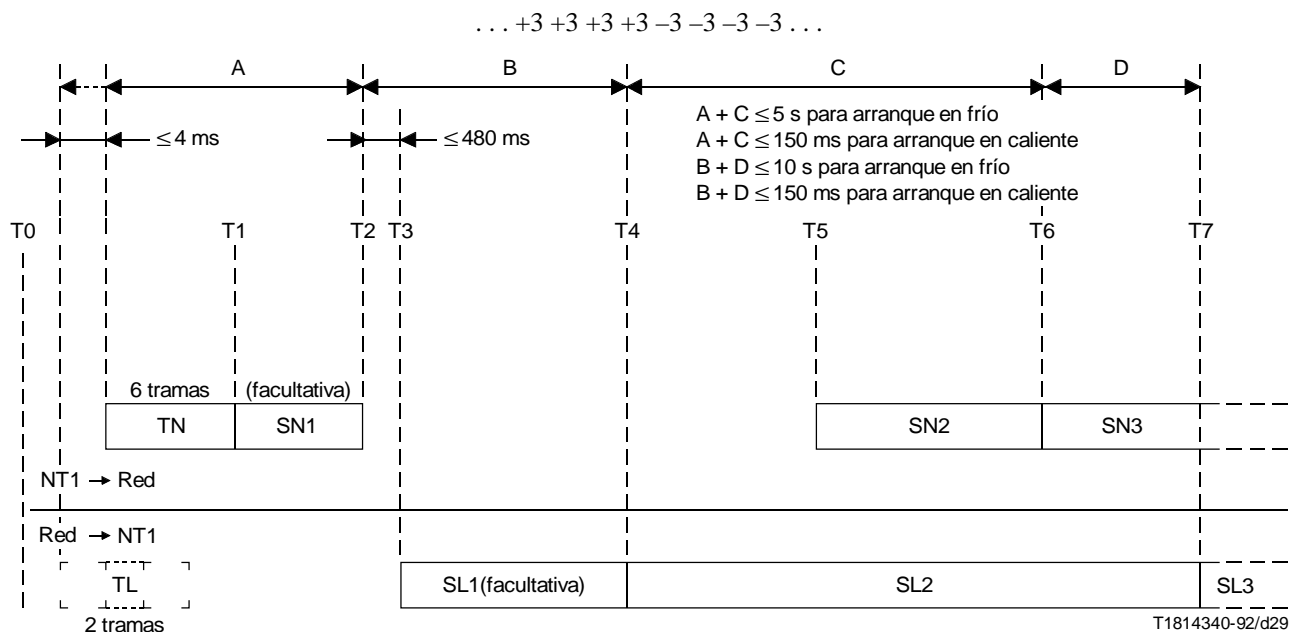 . . . +3 +3 +3 +3 –3 –3 –3 –3 . . .
A B C D
A + C ≤ 5 s para arranque en frío
A + C ≤ 150 ms para arranque en caliente
B + D ≤ 10 s para arranque en frío
B + D ≤ 150 ms para arranque en caliente
≤ 4 ms ≤ 480 ms
T0 T1 T2 T3 T4 T5 T6 T7
6 tramas (facultativa)
TN SN1 SN2 SN3
NT1 → Red
Red → NT1
TL SL1(facultativa) SL2 SL3
2 tramas
T1814340-92/d29